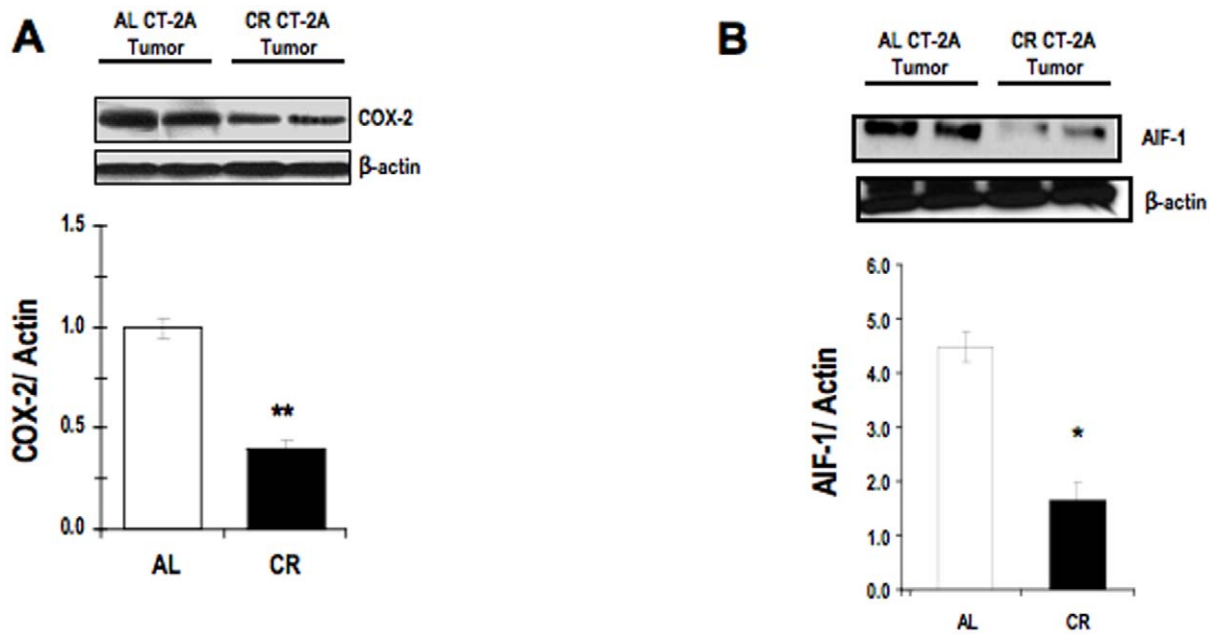 A
AL CT-2A CR CT-2A
Tumor Tumor
COX-2
β-actin
1.5
1.0
0.5
0.0
COX-2/ Actin
**
AL CR
B
AL CT-2A CR CT-2A
Tumor Tumor
AIF-1
β-actin
6.0
5.0
4.0
3.0
2.0
1.0
0.0
AIF-1/ Actin
*
AL CR